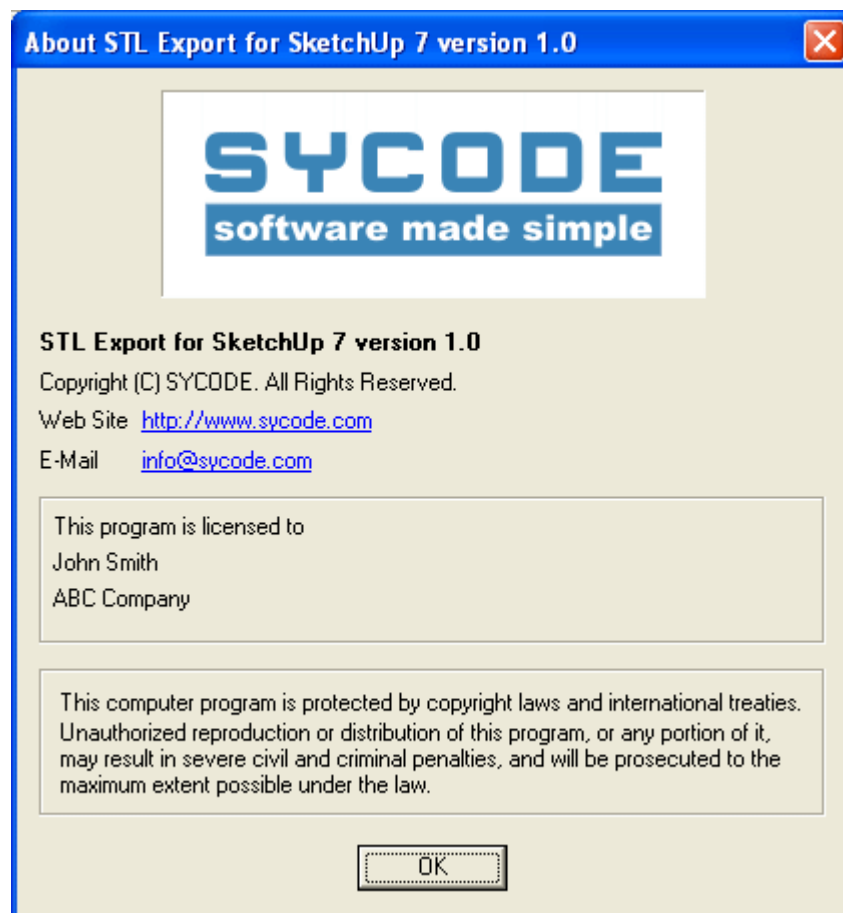 About STL Export for SketchUp 7 version 1.0
SYCODE
software made simple
STL Export for SketchUp 7 version 1.0
Copyright (C) SYCODE. All Rights Reserved.
Web Site http://www.sycode.com
E-Mail info@sycode.com
This program is licensed to
John Smith
ABC Company
This computer program is protected by copyright laws and international treaties.
Unauthorized reproduction or distribution of this program, or any portion of it,
may result in severe civil and criminal penalties, and will be prosecuted to the
maximum extent possible under the law.
OK